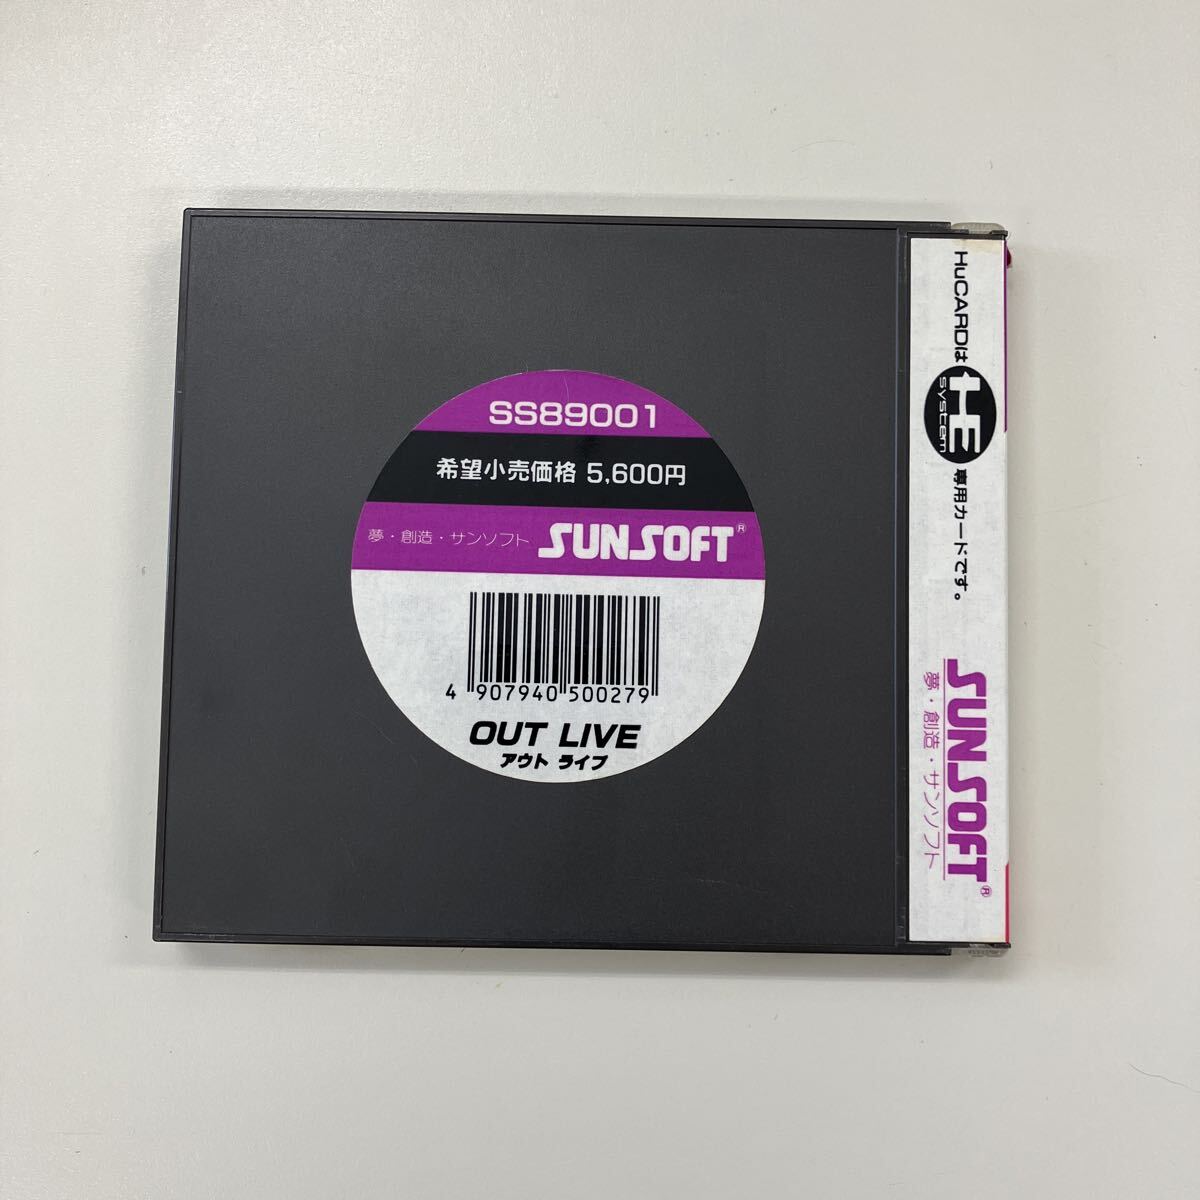 SS89001
希望小売価格 5,600円
夢・創造・サンソフト SUNSOFT®
4 907940 500279
OUT LIVE
アウト ライブ
HuCARDは HE system 専用カードです。
SUNSOFT®
夢・創造・サンソフト